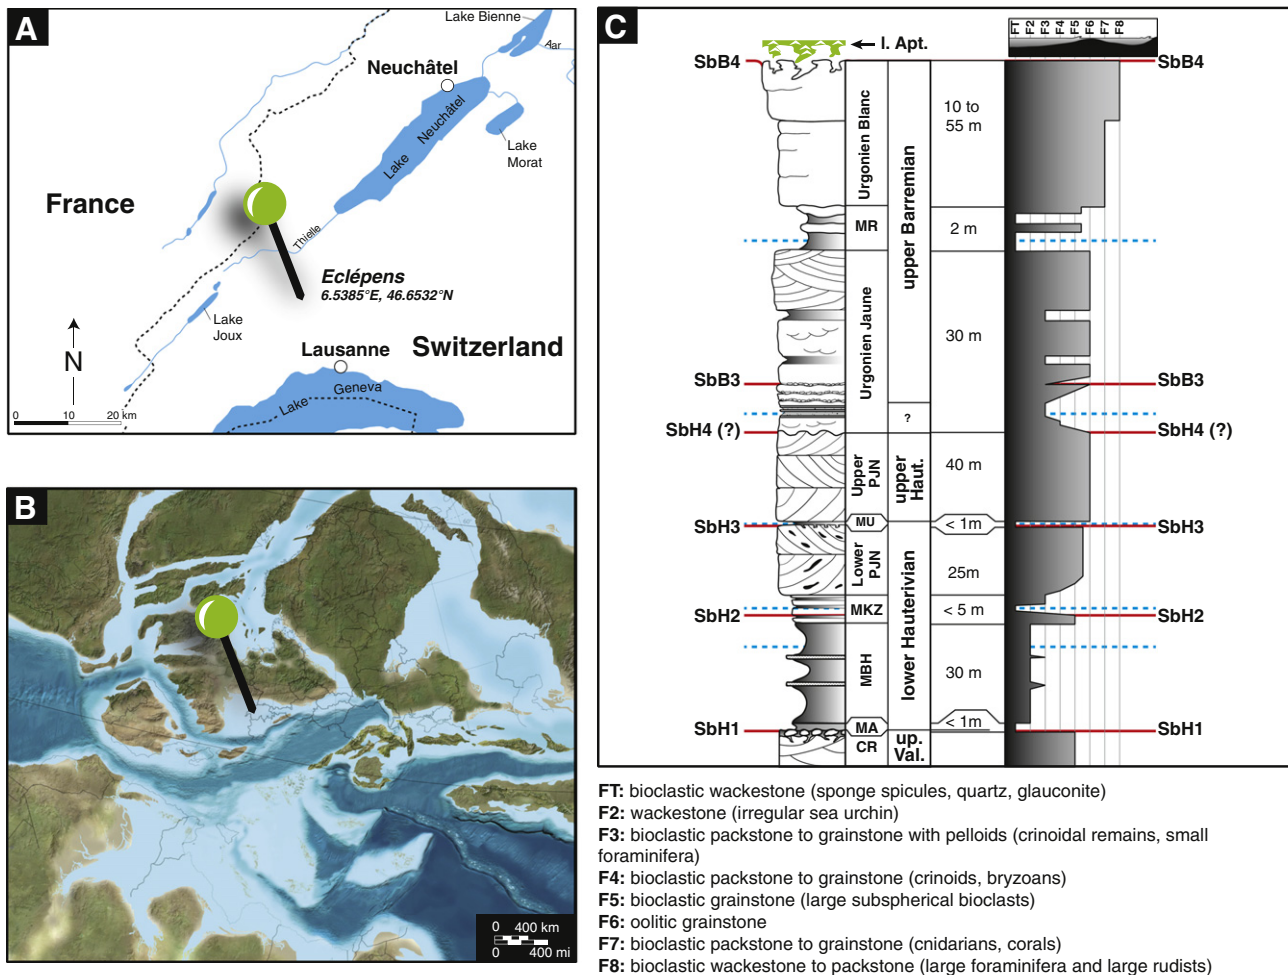 A
Lake Bienne
Aar
Neuchâtel
Lake Neuchâtel
Lake
Morat
France
Thielle
Eclépens
6.5385°E, 46.6532°N
Lake
Joux
N
Lausanne
Switzerland
Lake Geneva
0 10 20 km
B
0 400 km
0 400 mi
C
FT F2 F3 F4 F5 F6 F7 F8
l. Apt.
SbB4
SbB4
Urgonien Blanc
upper Barremian
10 to
55 m
MR
2 m
Urgonien Jaune
30 m
SbB3
SbB3
?
SbH4 (?)
SbH4 (?)
Upper
PJN
upper
Haut.
40 m
SbH3
MU
< 1m
SbH3
Lower
PJN
lower Hauterivian
25m
MKZ
< 5 m
SbH2
SbH2
MBH
30 m
SbH1
MA
< 1m
SbH1
CR
up.
Val.
FT: bioclastic wackestone (sponge spicules, quartz, glauconite)
F2: wackestone (irregular sea urchin)
F3: bioclastic packstone to grainstone with pelloids (crinoidal remains, small
foraminifera)
F4: bioclastic packstone to grainstone (crinoids, bryzoans)
F5: bioclastic grainstone (large subspherical bioclasts)
F6: oolitic grainstone
F7: bioclastic packstone to grainstone (cnidarians, corals)
F8: bioclastic wackestone to packstone (large foraminifera and large rudists)